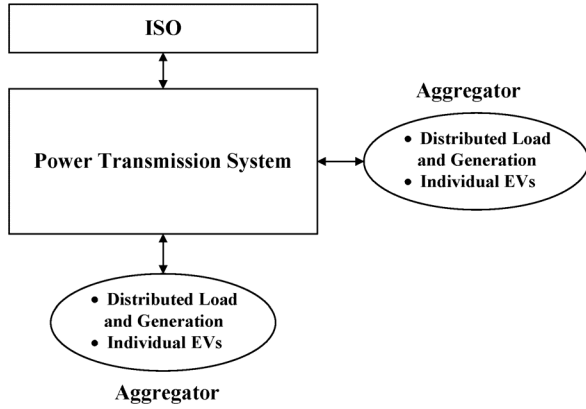 ISO
Aggregator
Power Transmission System
• Distributed Load
and Generation
• Individual EVs
• Distributed Load
and Generation
• Individual EVs
Aggregator